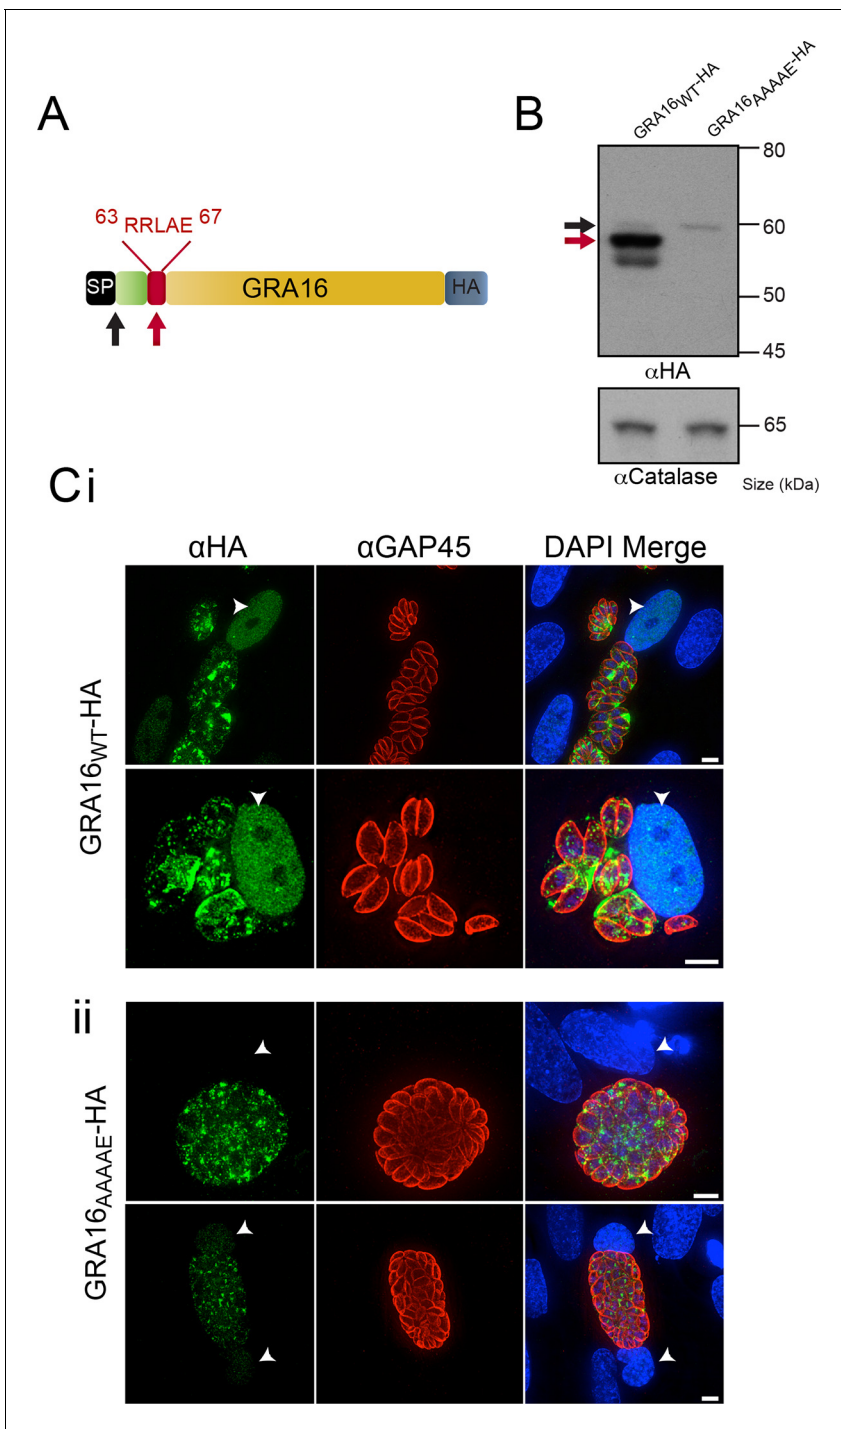 A
63 RRLAE 67
SP GRA16 HA
B
GRA16WT-HA
GRA16AAAAE-HA
80
60
50
45
αHA
65
αCatalase
Size (kDa)
Ci
αHA αGAP45 DAPI Merge
GRA16WT-HA
ii
GRA16AAAAE-HA